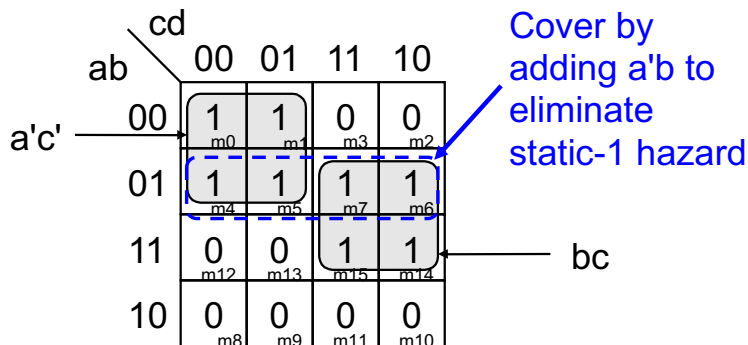 cd
ab 00 01 11 10
00 1 m0 1 m1 0 m3 0 m2
01 1 m4 1 m5 1 m7 1 m6
11 0 m12 0 m13 1 m15 1 m14
10 0 m8 0 m9 0 m11 0 m10
a'c'
bc
Cover by
adding a'b to
eliminate
static-1 hazard